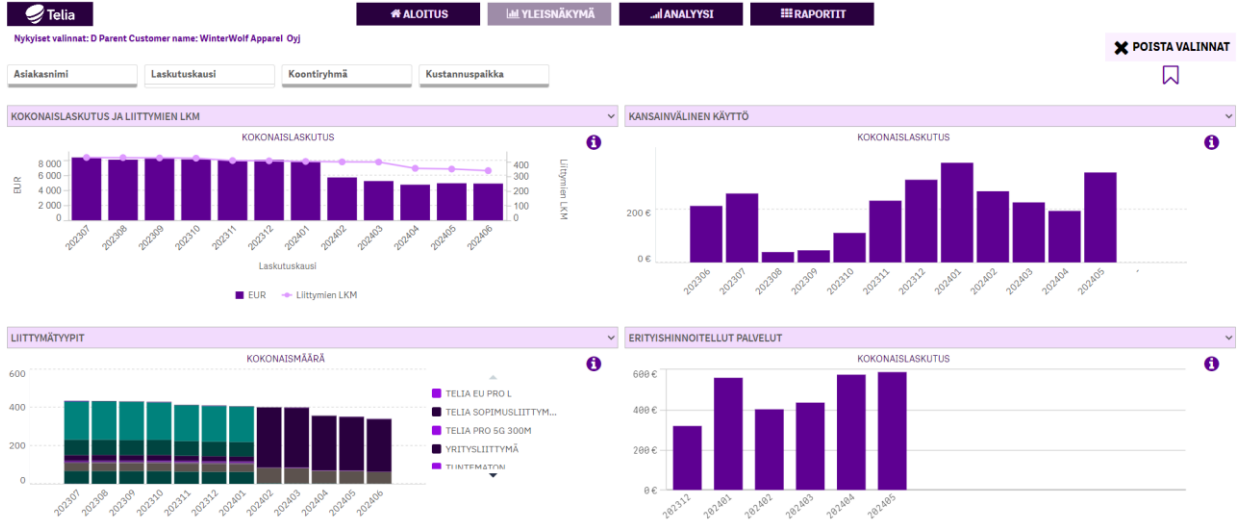 Telia
ALOITUS
YLEISNÄKYMÄ
ANALYYSI
RAPORTIT
Nykyiset valinnat: D Parent Customer name: WinterWolf Apparel Oyj
POISTA VALINNAT
Asiakasnimi
Laskutuskausi
Koontiryhmä
Kustannuspaikka
KOKONAISLASKUTUS JA LIITTYMIEN LKM
KOKONAISLASKUTUS
EUR
8 000
6 000
4 000
2 000
0
400
300
200
100
0
Liittymien LKM
202307
202308
202309
202310
202311
202312
202401
202402
202403
202404
202405
202406
Laskutuskausi
EUR
Liittymien LKM
KANSAINVÄLINEN KÄYTTÖ
KOKONAISLASKUTUS
200 €
0 €
202306
202307
202308
202309
202310
202311
202312
202401
202402
202403
202404
202405
-
LIITTYMÄTYYPIT
KOKONAISMÄÄRÄ
600
400
200
0
202307
202308
202309
202310
202311
202312
202401
202402
202403
202404
202405
202406
TELIA EU PRO L
TELIA SOPIMUSLIITTYM...
TELIA PRO 5G 300M
YRITYSLIITTYMÄ
TUNTEMATON
ERITYISHINNOITELLUT PALVELUT
KOKONAISLASKUTUS
600 €
400 €
200 €
0 €
202312
202401
202402
202403
202404
202405